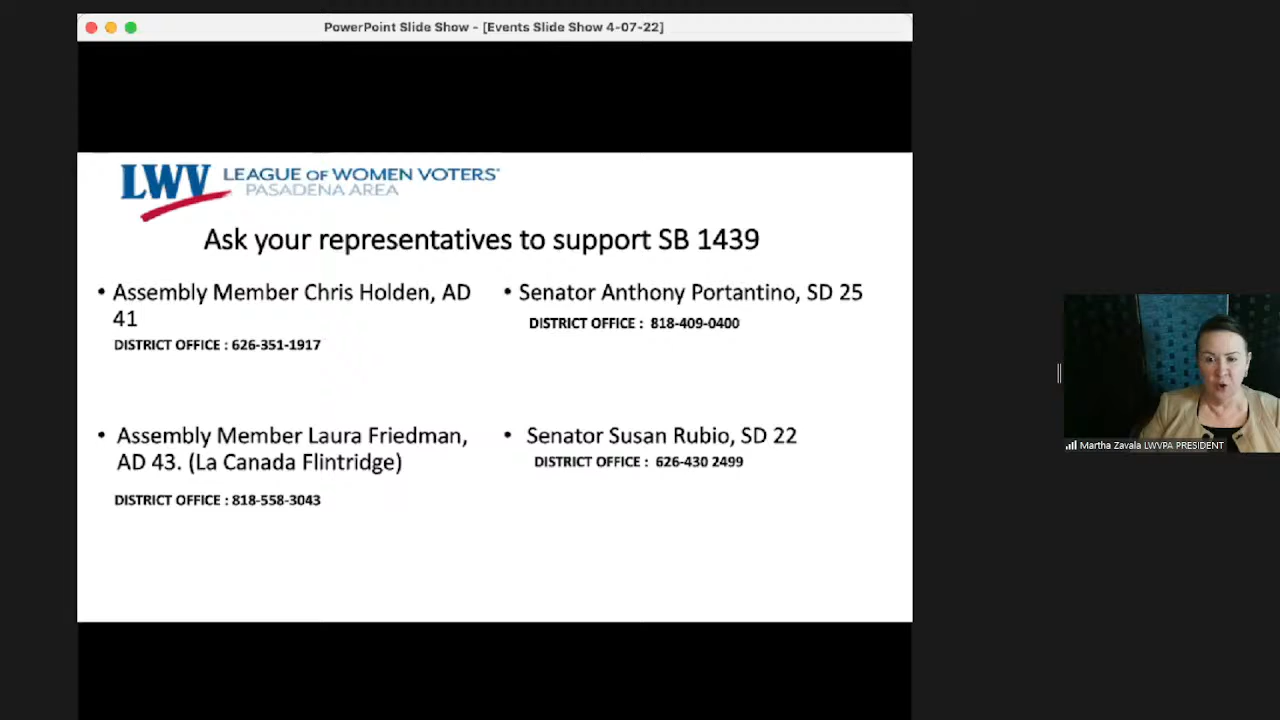 PowerPoint Slide Show - [Events Slide Show 4-07-22]
LWV LEAGUE OF WOMEN VOTERS®
PASADENA AREA
Ask your representatives to support SB 1439
• Assembly Member Chris Holden, AD
41
DISTRICT OFFICE : 626-351-1917
• Senator Anthony Portantino, SD 25
DISTRICT OFFICE : 818-409-0400
• Assembly Member Laura Friedman,
AD 43. (La Canada Flintridge)
DISTRICT OFFICE : 818-558-3043
• Senator Susan Rubio, SD 22
DISTRICT OFFICE : 626-430 2499
Martha Zavala LWVPA PRESIDENT